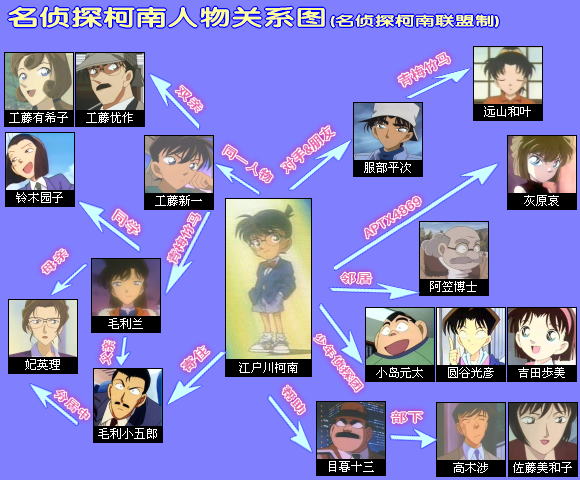 名侦探柯南人物关系图(名侦探柯南联盟制)
青梅竹马
工藤有希子
工藤优作
双亲
远山和叶
对手&朋友
服部平次
同一人物
铃木园子
工藤新一
灰原哀
同学
青梅竹马
APTX4869
母亲
邻居
阿笠博士
毛利兰
江户川柯南
妃英理
父亲
少年侦探团
小岛元太
圆谷光彦
吉田步美
寄住
分居中
毛利小五郎
帮助
部下
目暮十三
高木涉
佐藤美和子